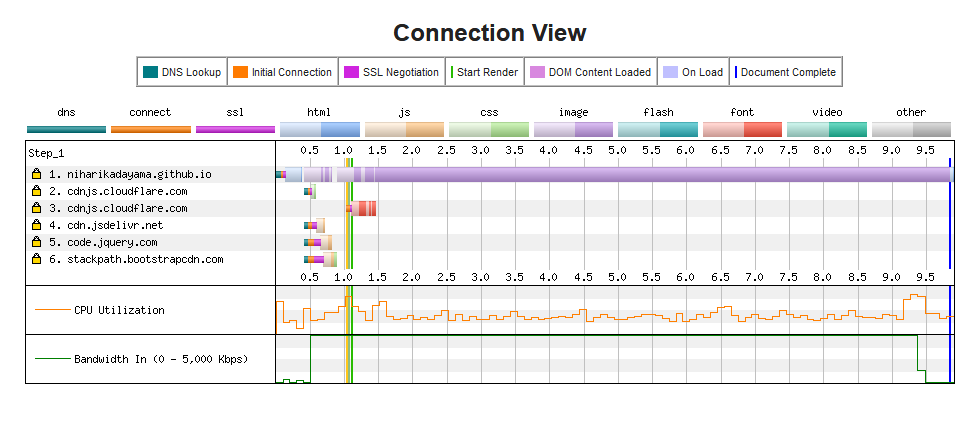 Connection View
DNS Lookup Initial Connection SSL Negotiation Start Render DOM Content Loaded On Load Document Complete
dns connect ssl html js css image flash font video other
Step_1 0.5 1.0 1.5 2.0 2.5 3.0 3.5 4.0 4.5 5.0 5.5 6.0 6.5 7.0 7.5 8.0 8.5 9.0 9.5
1. niharikadayama.github.io
2. cdnjs.cloudflare.com
3. cdnjs.cloudflare.com
4. cdn.jsdelivr.net
5. code.jquery.com
6. stackpath.bootstrapcdn.com
0.5 1.0 1.5 2.0 2.5 3.0 3.5 4.0 4.5 5.0 5.5 6.0 6.5 7.0 7.5 8.0 8.5 9.0 9.5
CPU Utilization
Bandwidth In (0 - 5,000 Kbps)